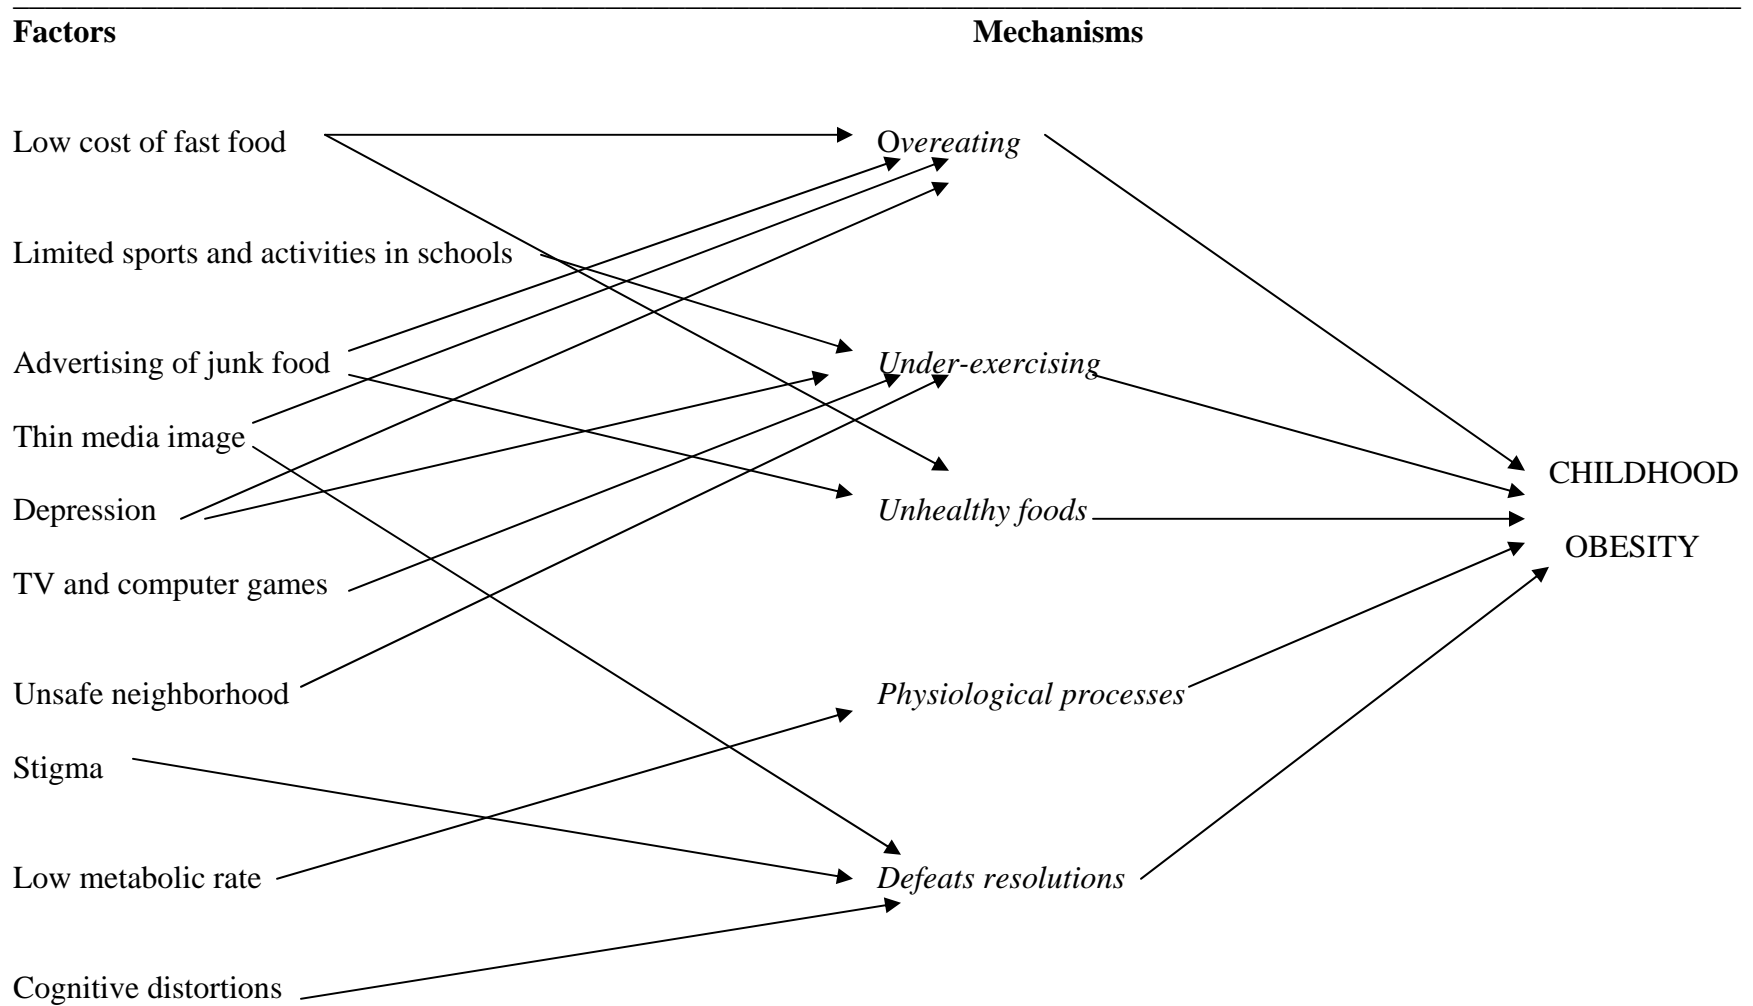 Factors Mechanisms
Low cost of fast food Overeating
Limited sports and activities in schools
Advertising of junk food Under-exercising
Thin media image
CHILDHOOD
Depression Unhealthy foods
OBESITY
TV and computer games
Unsafe neighborhood Physiological processes
Stigma
Low metabolic rate Defeats resolutions
Cognitive distortions